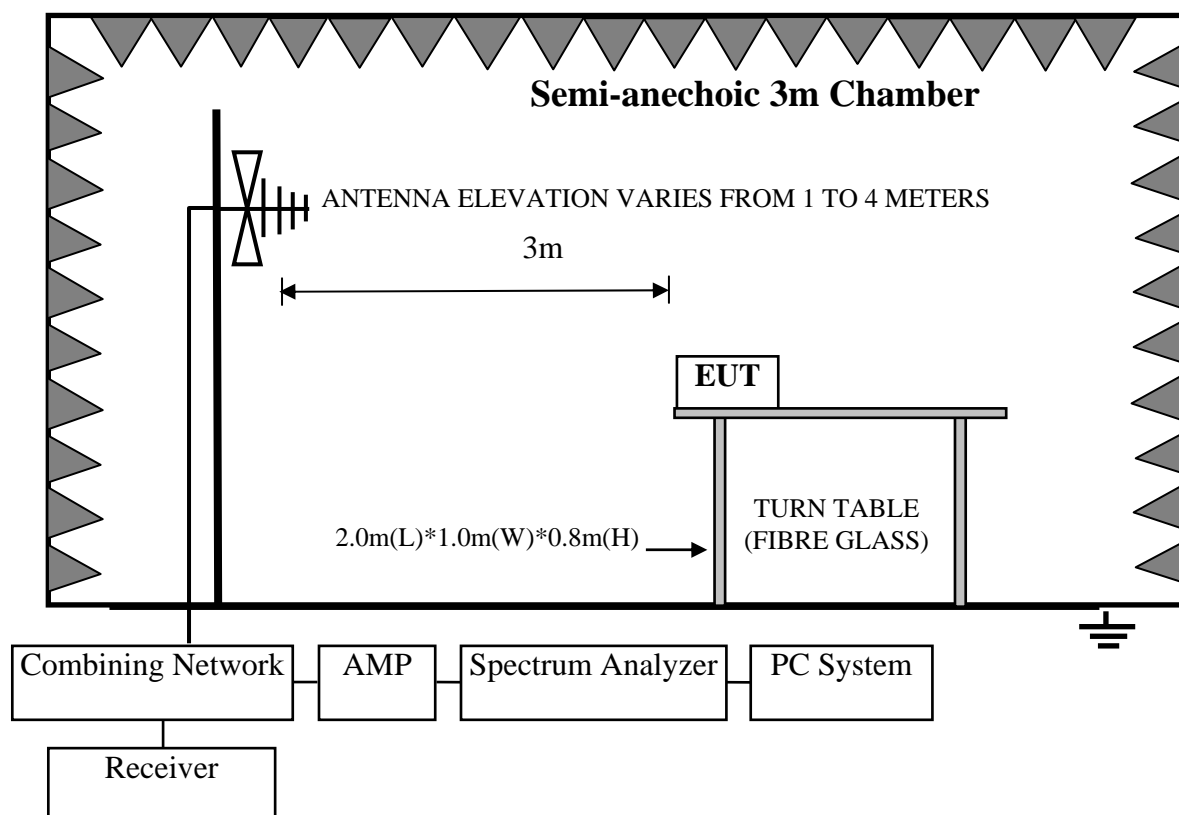 Semi-anechoic 3m Chamber
ANTENNA ELEVATION VARIES FROM 1 TO 4 METERS
3m
EUT
TURN TABLE
(FIBRE GLASS)
2.0m(L)*1.0m(W)*0.8m(H)
Combining Network
AMP
Spectrum Analyzer
PC System
Receiver